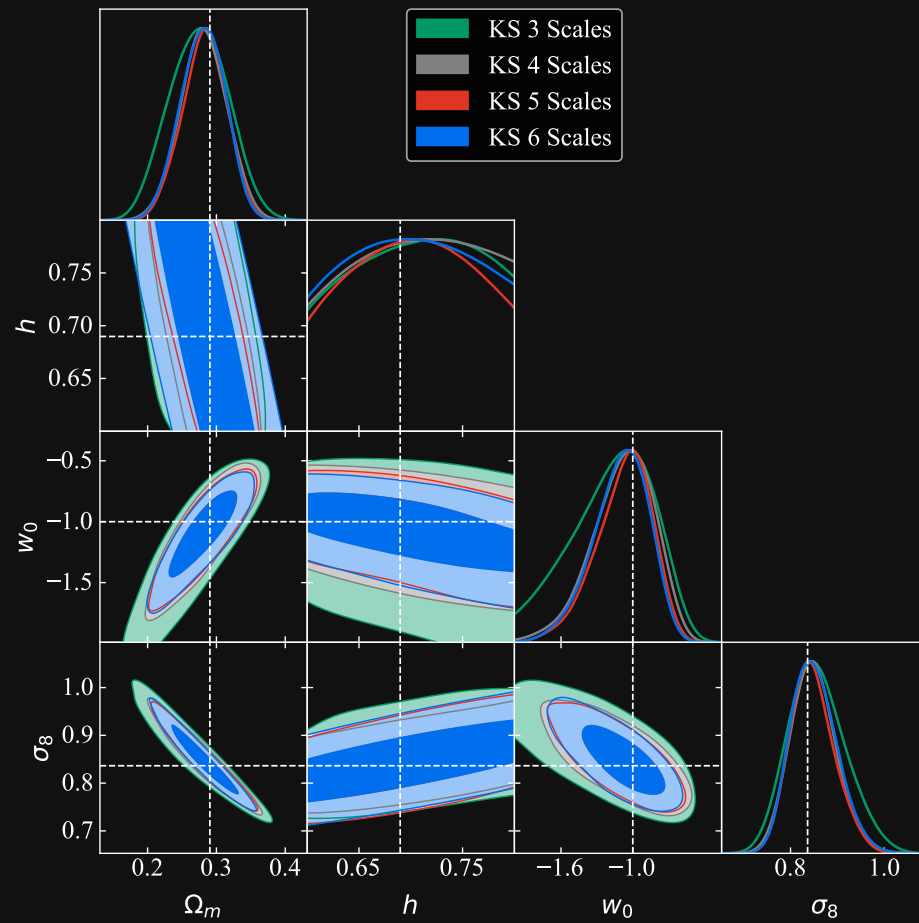 KS 3 Scales
KS 4 Scales
KS 5 Scales
KS 6 Scales
0.75
0.70
0.65
h
−0.5
−1.0
−1.5
w₀
1.0
0.9
0.8
0.7
σ₈
0.2 0.3 0.4
0.65 0.75
−1.6 −1.0
0.8 1.0
Ωₘ
h
w₀
σ₈